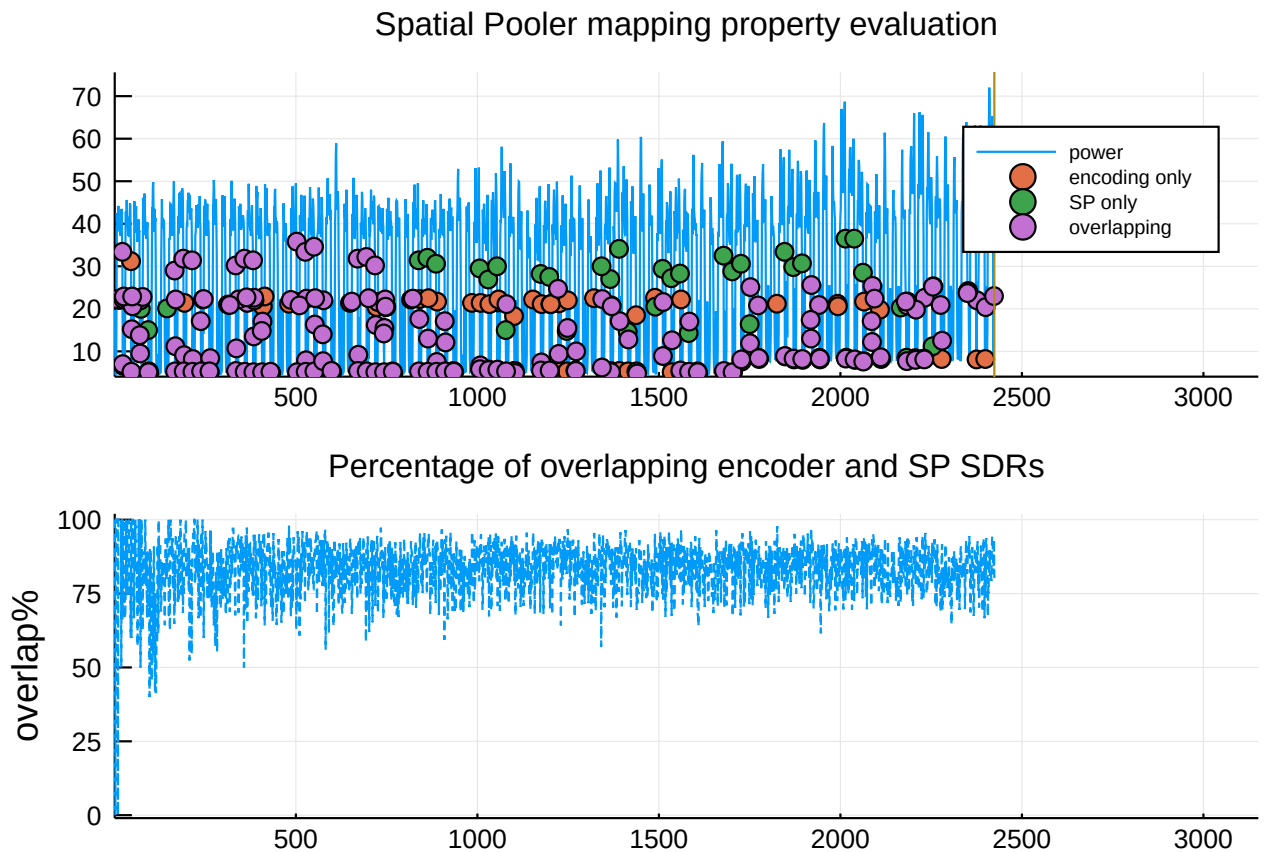 Spatial Pooler mapping property evaluation
70
60
50
40
30
20
10
power
encoding only
SP only
overlapping
500 1000 1500 2000 2500 3000
Percentage of overlapping encoder and SP SDRs
overlap%
100
75
50
25
0
500 1000 1500 2000 2500 3000